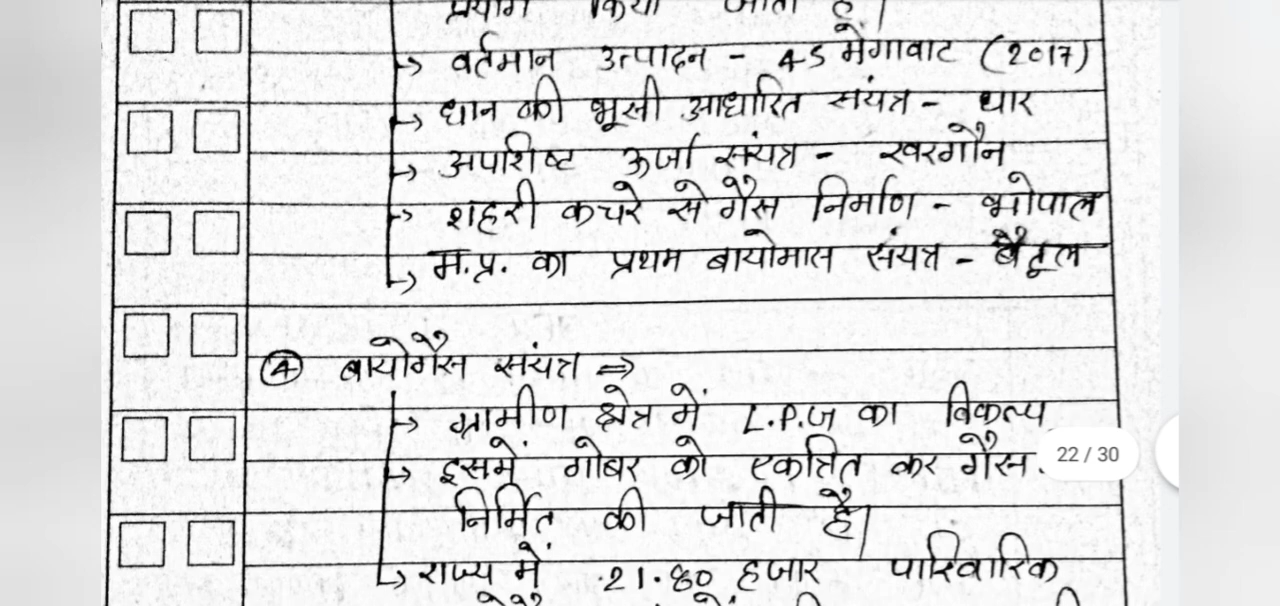 प्रयोग किया जाता है।
→ वर्तमान उत्पादन - 45 मेगावाट (2017)
→ धान की भूसी आधारित संयंत्र - धार
→ अपशिष्ट ऊर्जा संयंत्र - खरगौन
→ शहरी कचरे से गैस निर्माण - भोपाल
→ म.प्र. का प्रथम बायोमास संयंत्र - बैतूल
④ बायोगैस संयंत्र ⇒
→ ग्रामीण क्षेत्र में L.P.G का विकल्प
→ इसमें गोबर को एकत्रित कर गैस
22 / 30
निर्मित की जाती है।
→ राज्य में 21.80 हजार पारिवारिक